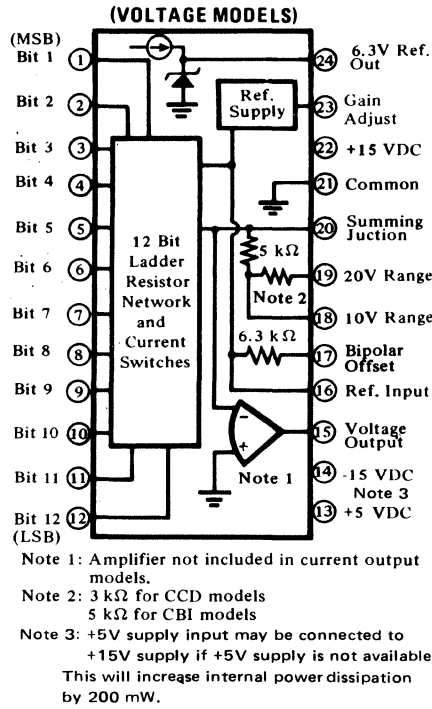 (VOLTAGE MODELS)
(MSB)
Bit 1 1
Bit 2 2
Bit 3 3
Bit 4 4
Bit 5 5
Bit 6 6
Bit 7 7
Bit 8 8
Bit 9 9
Bit 10 10
Bit 11 11
Bit 12 12
(LSB)
12 Bit
Ladder
Resistor
Network
and
Current
Switches
Ref.
Supply
5 kΩ
Note 2
6.3 kΩ
−
+
Note 1
24 6.3V Ref.
Out
23 Gain
Adjust
22 +15 VDC
21 Common
20 Summing
Juction
19 20V Range
18 10V Range
17 Bipolar
Offset
16 Ref. Input
15 Voltage
Output
14 -15 VDC
Note 3
13 +5 VDC
Note 1: Amplifier not included in current output
models.
Note 2: 3 kΩ for CCD models
5 kΩ for CBI models
Note 3: +5V supply input may be connected to
+15V supply if +5V supply is not available
This will increase internal power dissipation
by 200 mW.